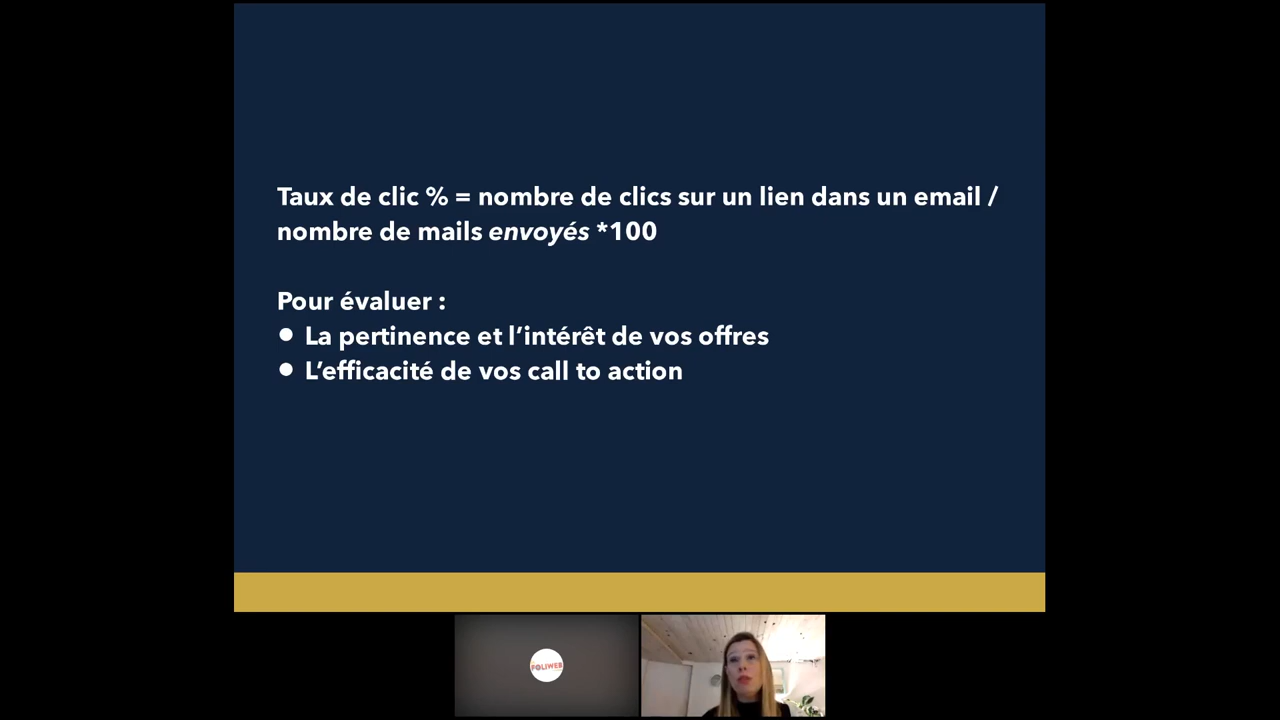 Taux de clic % = nombre de clics sur un lien dans un email /
nombre de mails envoyés *100
Pour évaluer :
● La pertinence et l’intérêt de vos offres
● L’efficacité de vos call to action
FOLIWEB